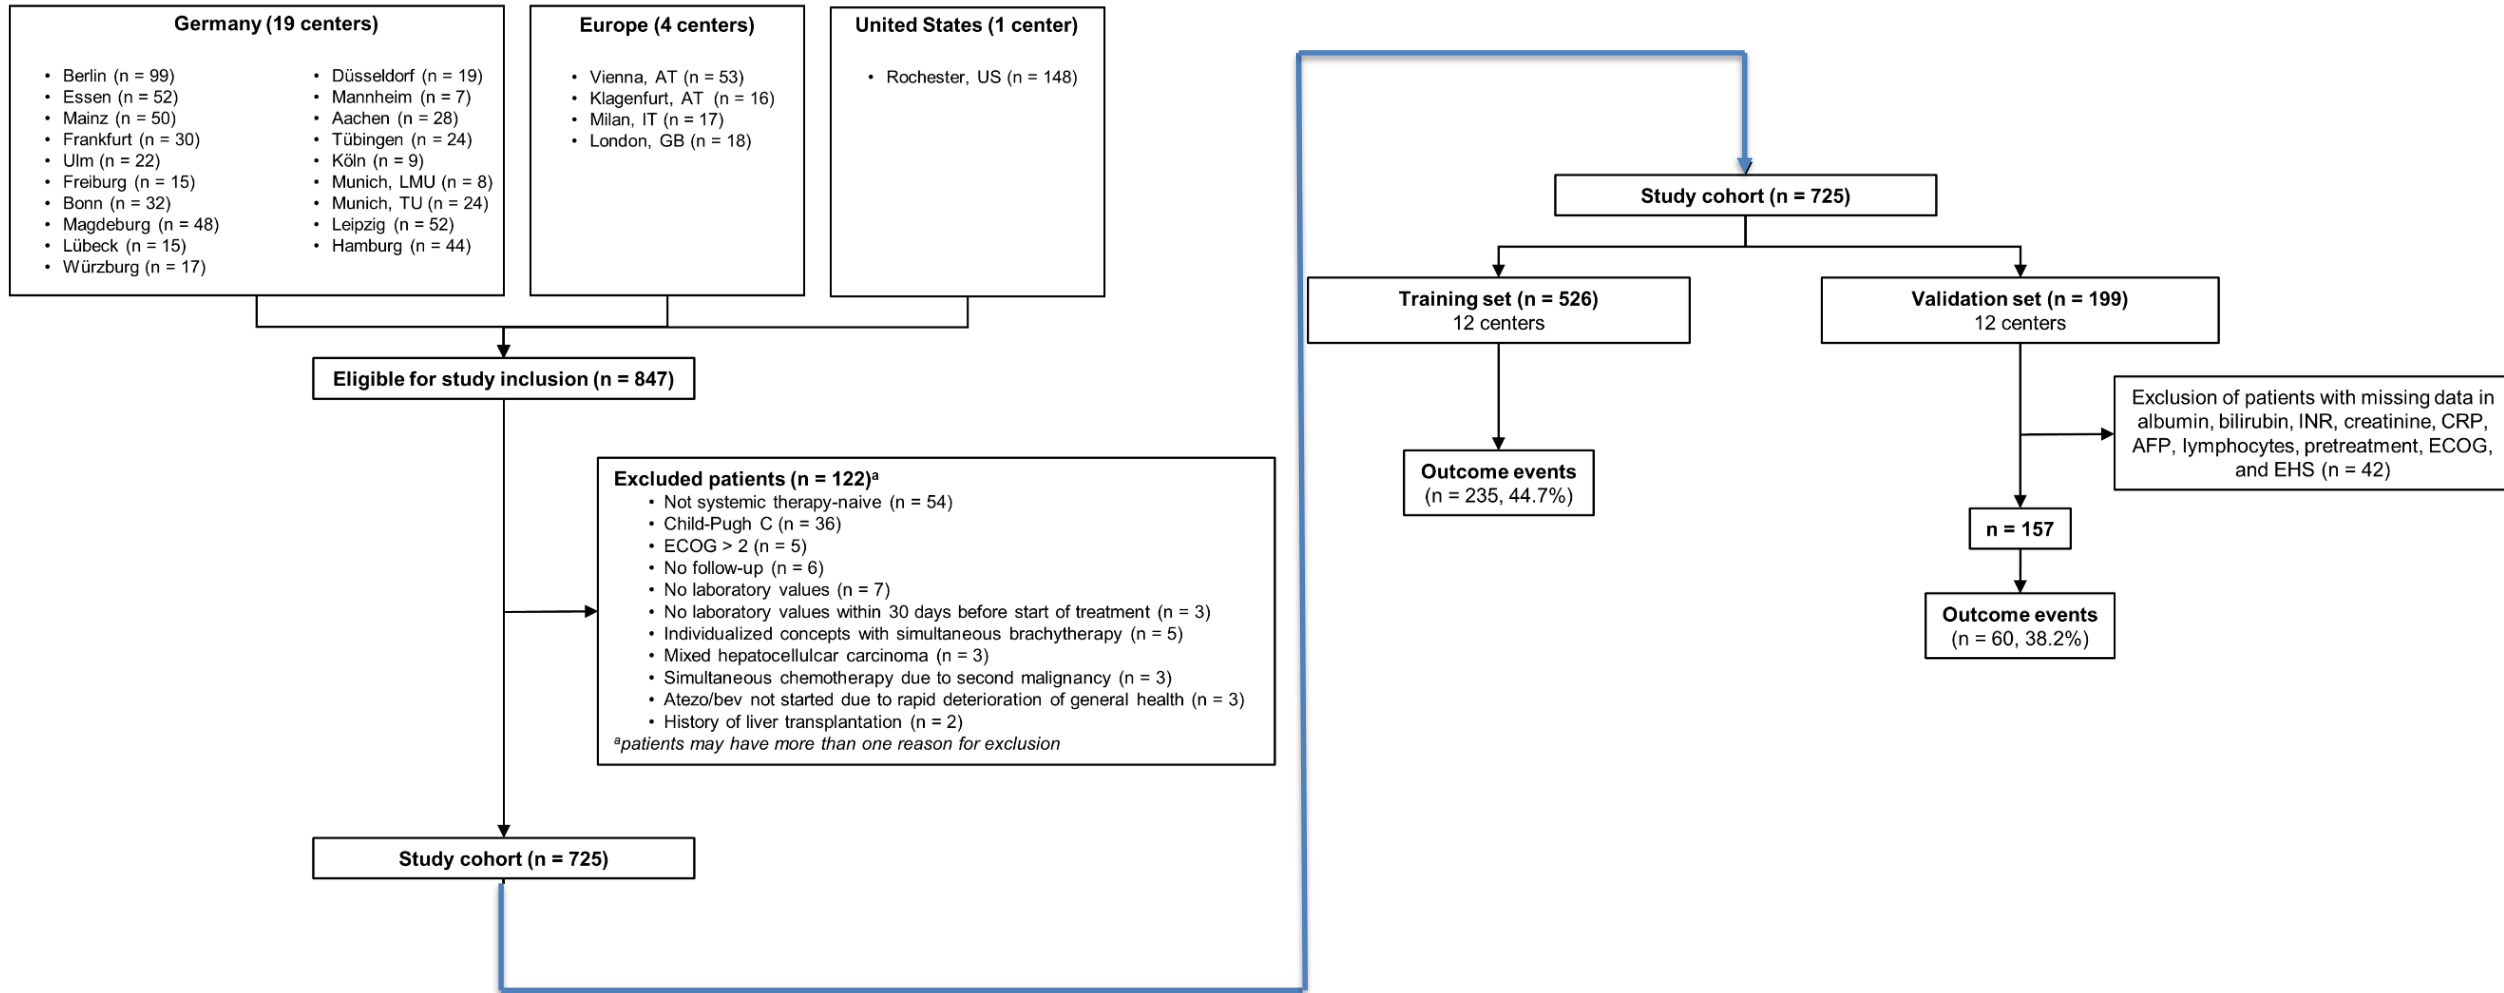 Germany (19 centers)
• Berlin (n = 99)
• Essen (n = 52)
• Mainz (n = 50)
• Frankfurt (n = 30)
• Ulm (n = 22)
• Freiburg (n = 15)
• Bonn (n = 32)
• Magdeburg (n = 48)
• Lübeck (n = 15)
• Würzburg (n = 17)
• Düsseldorf (n = 19)
• Mannheim (n = 7)
• Aachen (n = 28)
• Tübingen (n = 24)
• Köln (n = 9)
• Munich, LMU (n = 8)
• Munich, TU (n = 24)
• Leipzig (n = 52)
• Hamburg (n = 44)
Europe (4 centers)
• Vienna, AT (n = 53)
• Klagenfurt, AT (n = 16)
• Milan, IT (n = 17)
• London, GB (n = 18)
United States (1 center)
• Rochester, US (n = 148)
Eligible for study inclusion (n = 847)
Excluded patients (n = 122)a
• Not systemic therapy-naive (n = 54)
• Child-Pugh C (n = 36)
• ECOG > 2 (n = 5)
• No follow-up (n = 6)
• No laboratory values (n = 7)
• No laboratory values within 30 days before start of treatment (n = 3)
• Individualized concepts with simultaneous brachytherapy (n = 5)
• Mixed hepatocellulcar carcinoma (n = 3)
• Simultaneous chemotherapy due to second malignancy (n = 3)
• Atezo/bev not started due to rapid deterioration of general health (n = 3)
• History of liver transplantation (n = 2)
apatients may have more than one reason for exclusion
Study cohort (n = 725)
Study cohort (n = 725)
Training set (n = 526)
12 centers
Outcome events
(n = 235, 44.7%)
Validation set (n = 199)
12 centers
Exclusion of patients with missing data in
albumin, bilirubin, INR, creatinine, CRP,
AFP, lymphocytes, pretreatment, ECOG,
and EHS (n = 42)
n = 157
Outcome events
(n = 60, 38.2%)